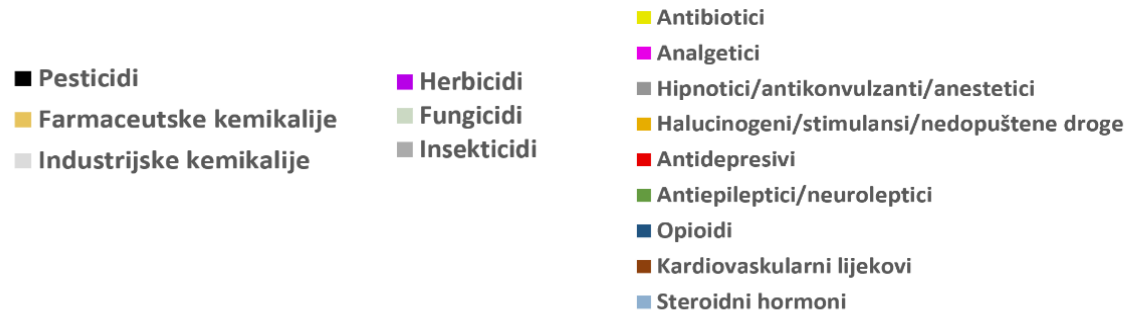 Pesticidi
Farmaceutske kemikalije
Industrijske kemikalije
Herbicidi
Fungicidi
Insekticidi
Antibiotici
Analgetici
Hipnotici/antikonvulzanti/anestetici
Halucinogeni/stimulansi/nedopuštene droge
Antidepresivi
Antiepileptici/neuroleptici
Opioidi
Kardiovaskularni lijekovi
Steroidni hormoni